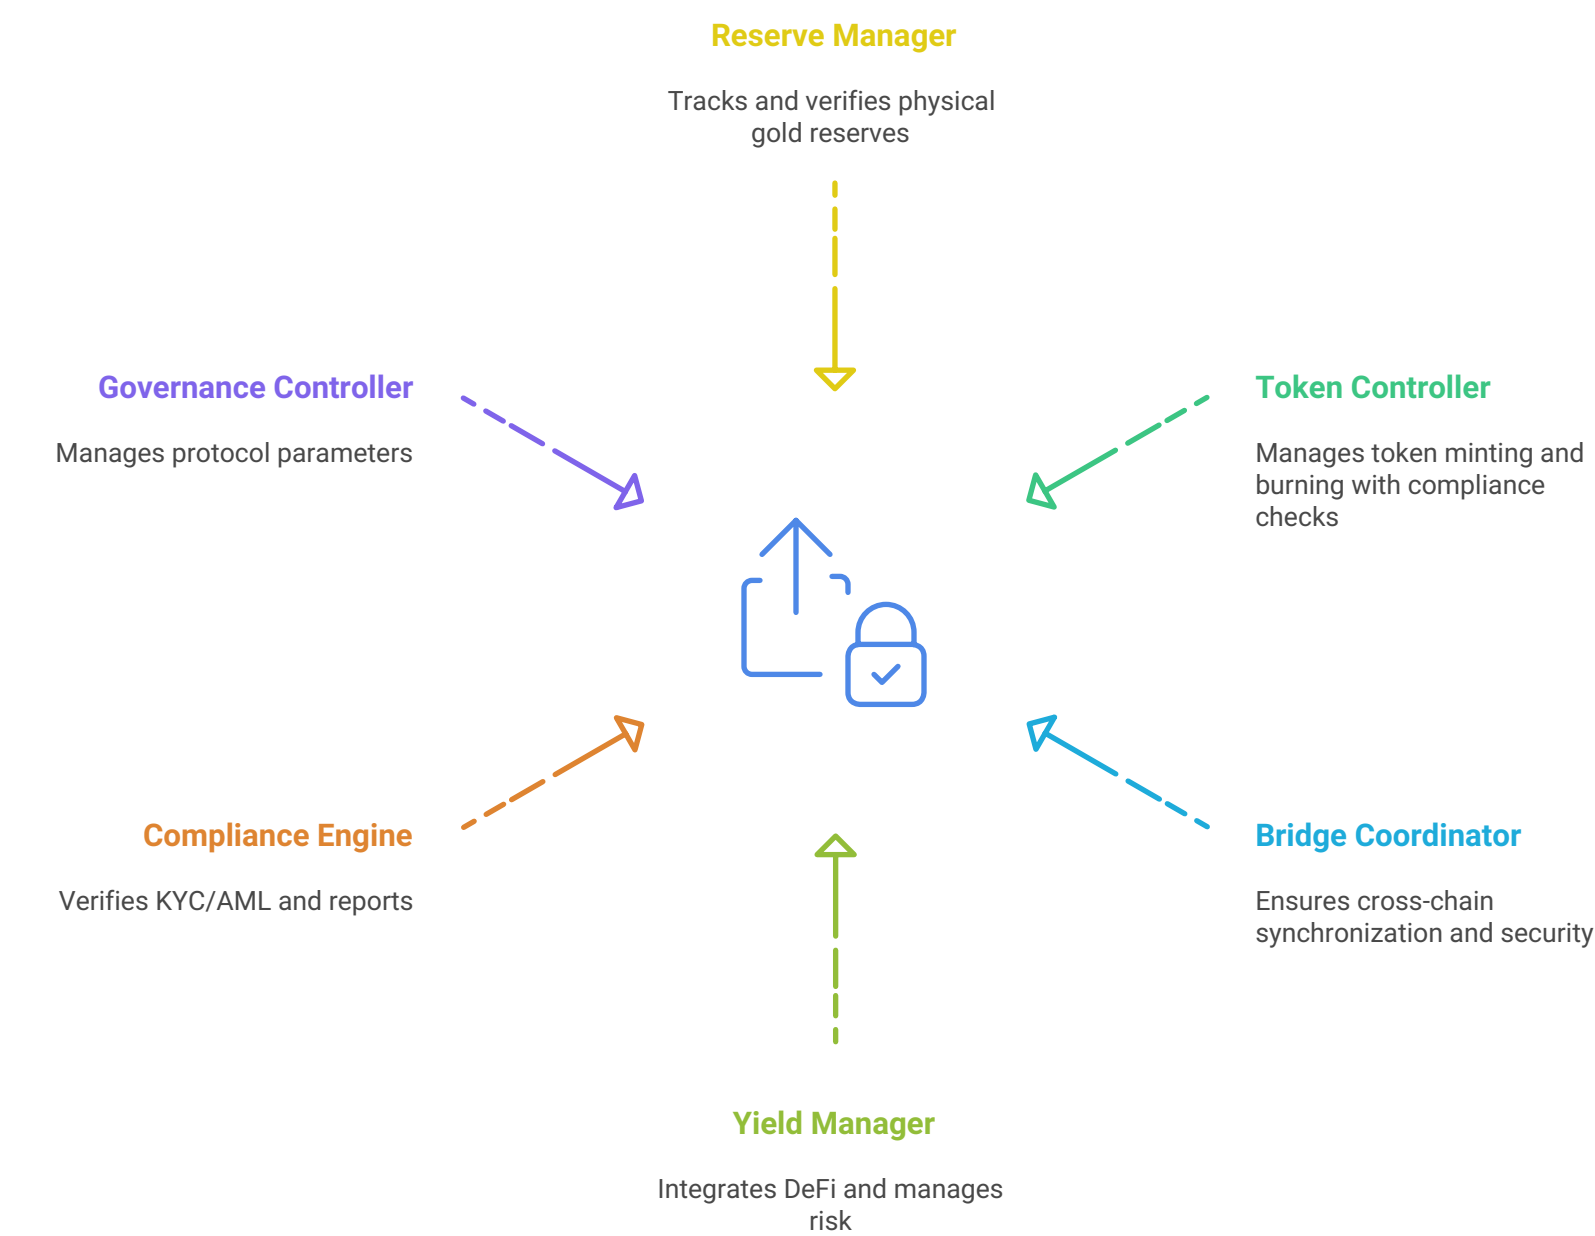 Reserve Manager
Tracks and verifies physical
gold reserves
Governance Controller
Manages protocol parameters
Token Controller
Manages token minting and
burning with compliance
checks
Compliance Engine
Verifies KYC/AML and reports
Bridge Coordinator
Ensures cross-chain
synchronization and security
Yield Manager
Integrates DeFi and manages
risk